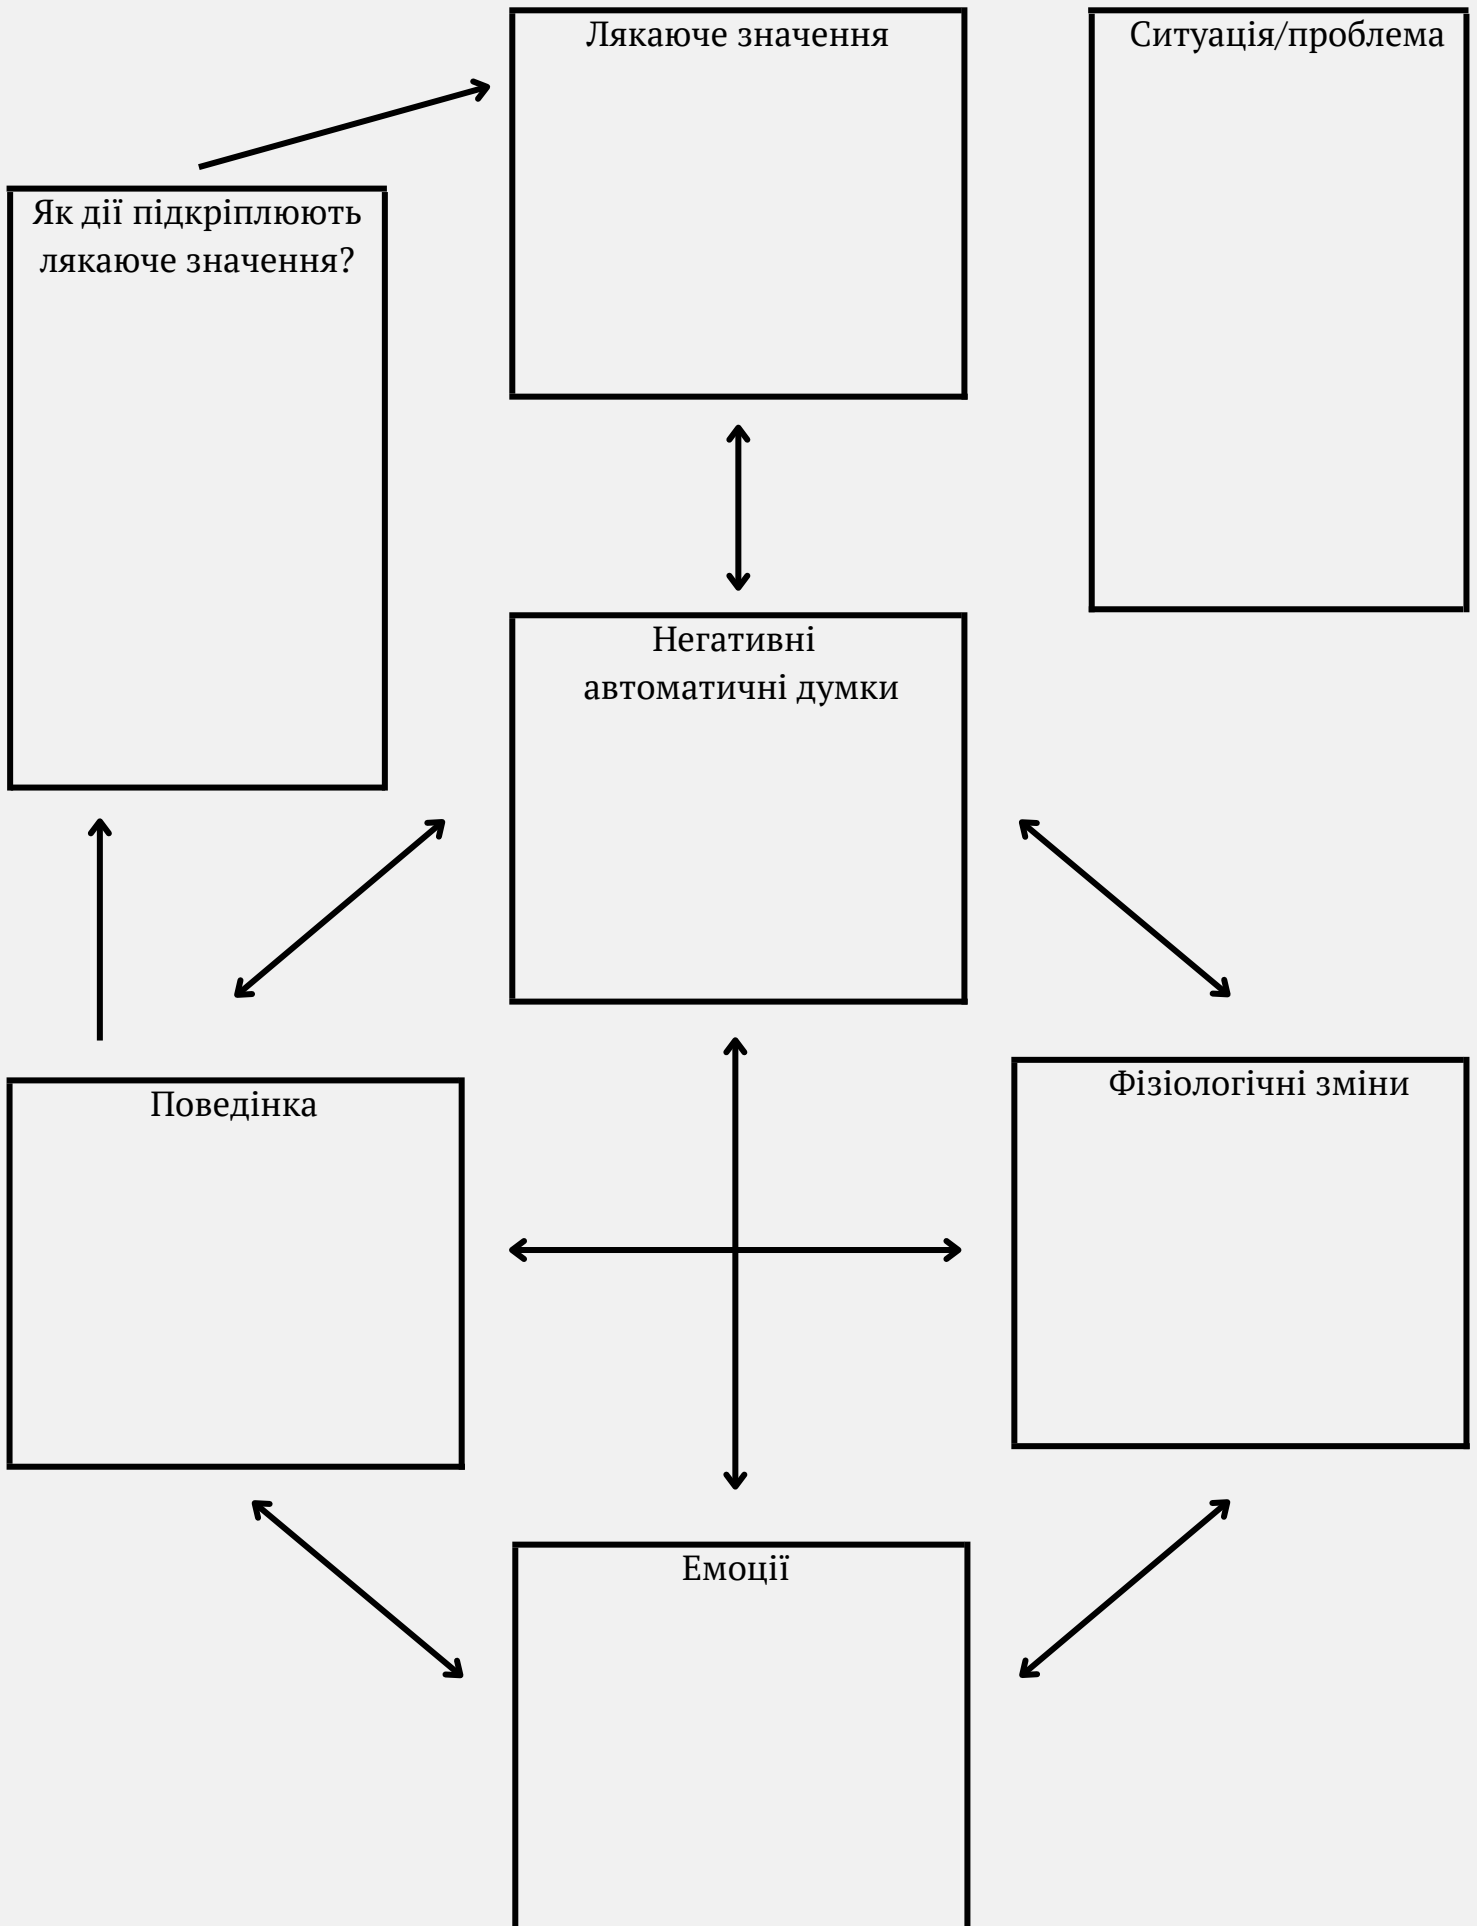 Лякаюче значення
Ситуація/проблема
Як дії підкріплюють
лякаюче значення?
Негативні
автоматичні думки
Поведінка
Фізіологічні зміни
Емоції